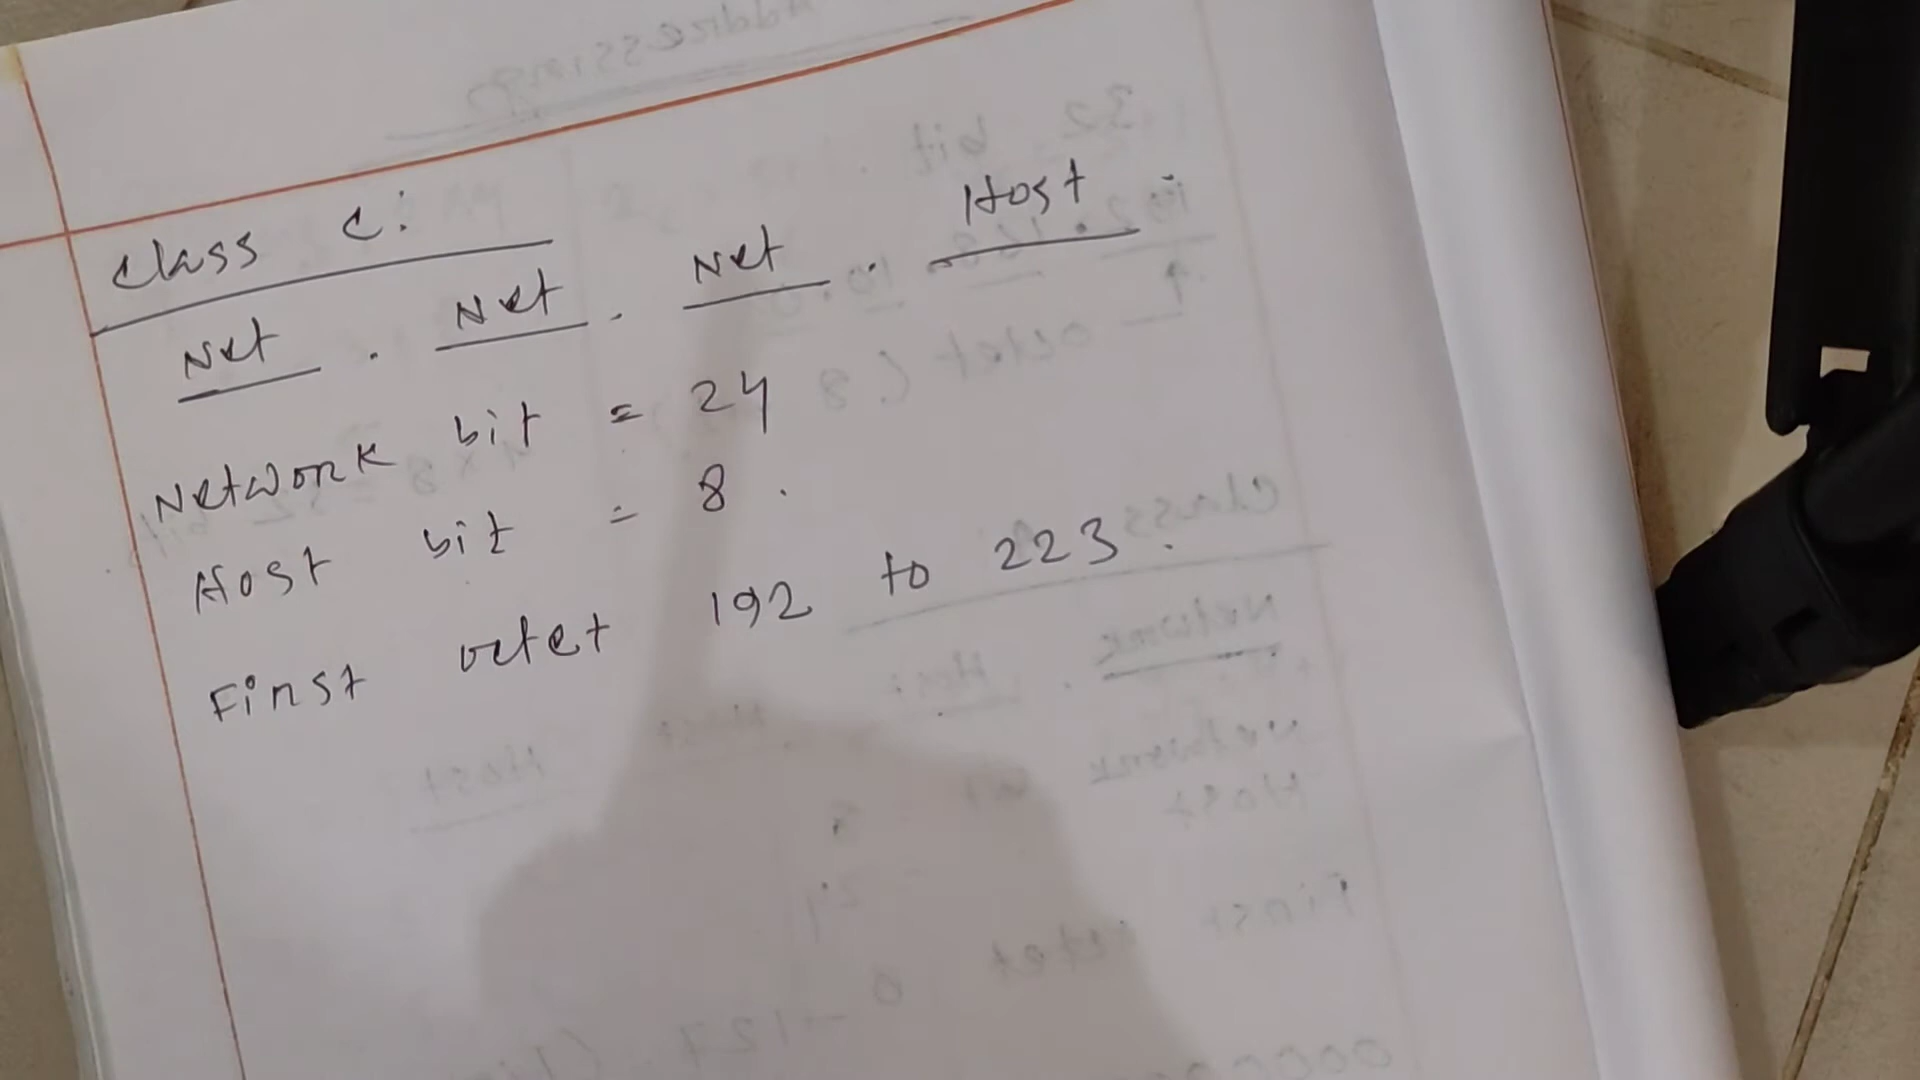 Class C:
Net . Net . Net . Host .
Network bit = 24
Host bit = 8 .
First octet 192 to 223 .